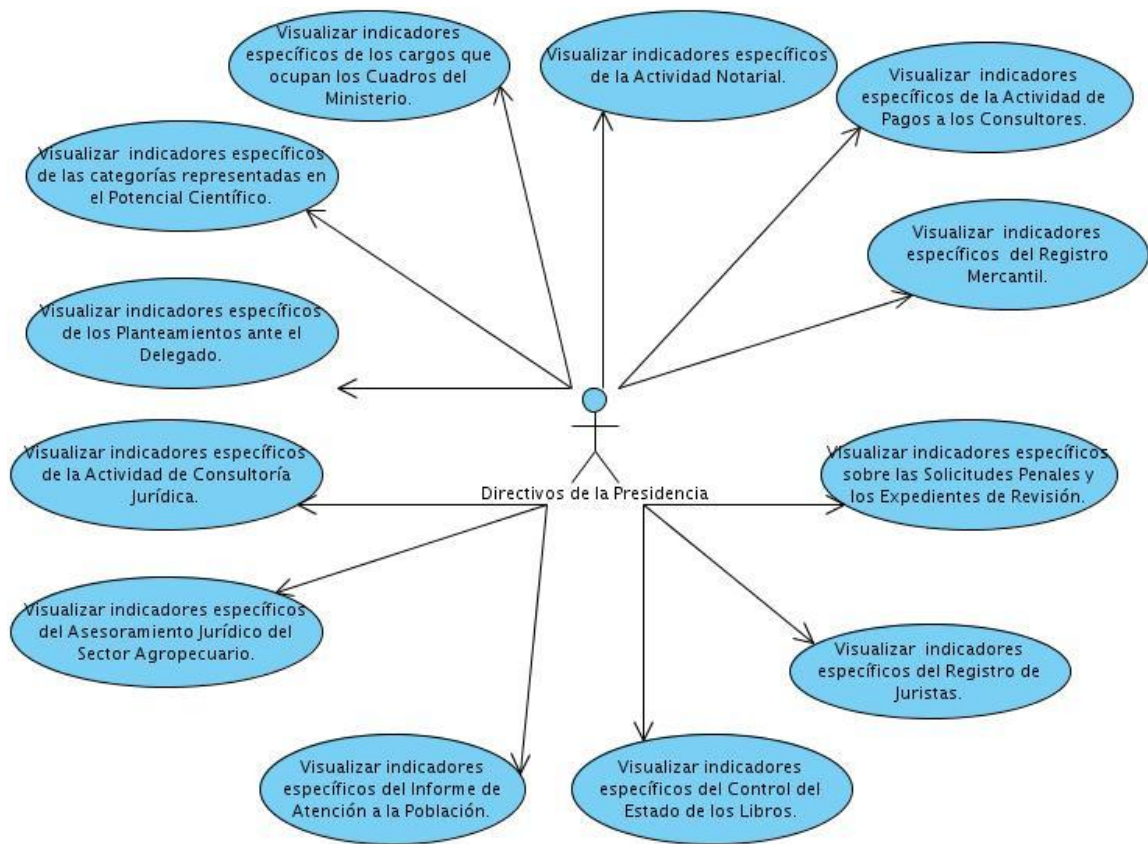 Visualizar indicadores
específicos de los cargos que
ocupan los Cuadros del
Ministerio.
Visualizar indicadores específicos
de la Actividad Notarial.
Visualizar indicadores
específicos de la Actividad de
Pagos a los Consultores.
Visualizar indicadores específicos
de las categorías representadas en
el Potencial Científico.
Visualizar indicadores
específicos del Registro
Mercantil.
Visualizar indicadores específicos
de los Planteamientos ante el
Delegado.
Visualizar indicadores específicos
de la Actividad de Consultoría
Jurídica.
Visualizar indicadores específicos
sobre las Solicitudes Penales y
los Expedientes de Revisión.
Directivos de la Presidencia
Visualizar indicadores específicos
del Asesoramiento Jurídico del
Sector Agropecuario.
Visualizar indicadores
específicos del Registro de
Juristas.
Visualizar indicadores
específicos del Informe de
Atención a la Población.
Visualizar indicadores
específicos del Control del
Estado de los Libros.